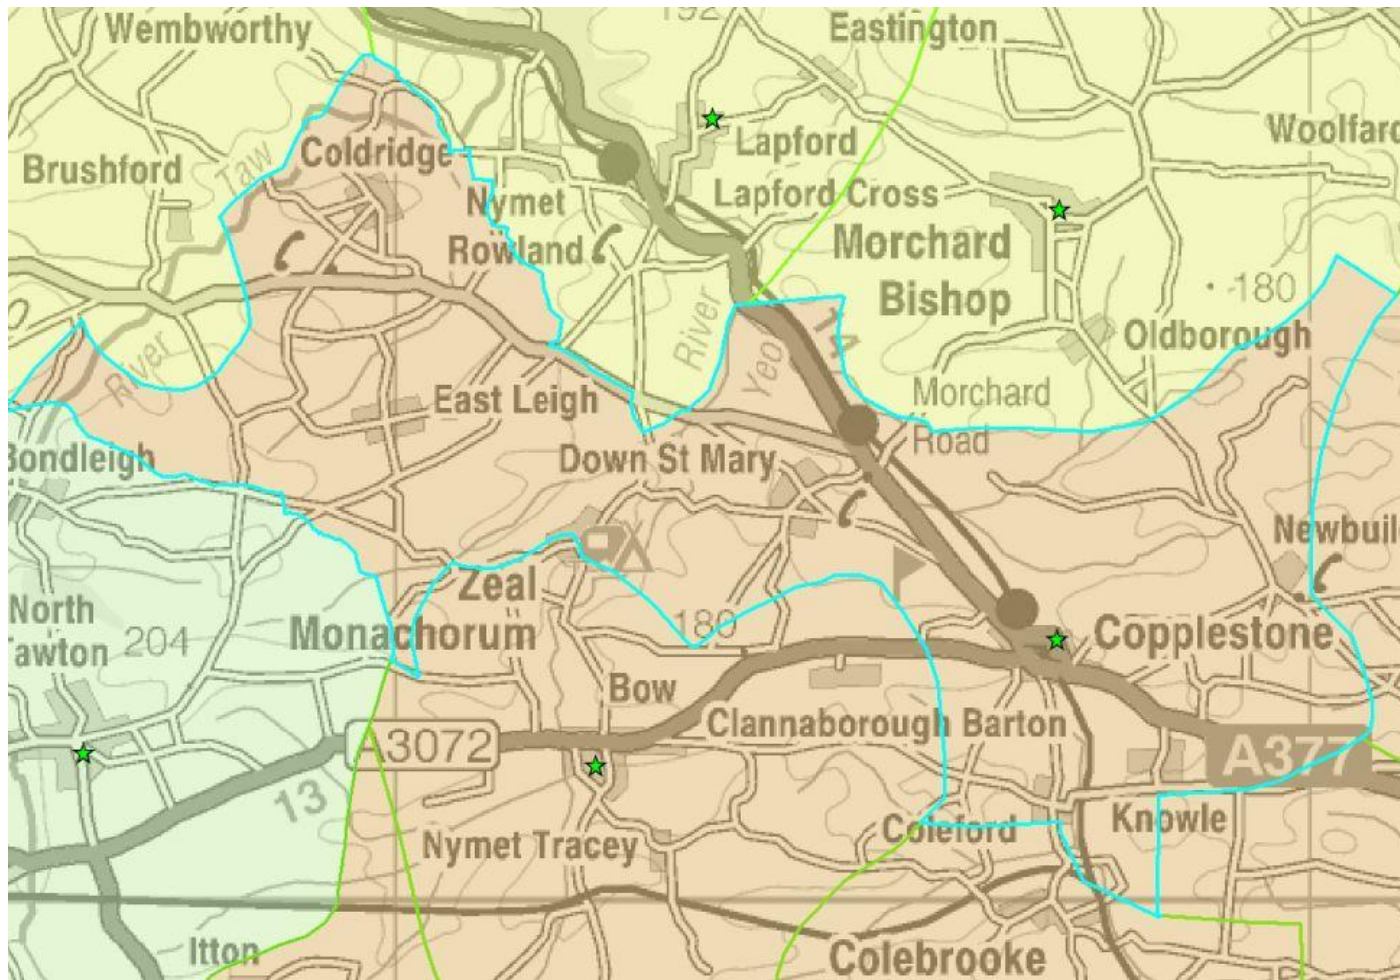 192
Wembworthy
Eastington
Woolfard
Lapford
Coldridge
Brushford
Taw
Lapford Cross
Nymet
Rowland
Morchard
Bishop
180
River
Yeo
Oldborough
River
Morchard
Road
East Leigh
Down St Mary
Bondleigh
Newbuil
Zeal
Monachorum
180
North
awton
204
Copplestone
Bow
Clannaborough Barton
A3072
A377
13
Knowle
Coleford
Nymet Tracey
Itton
Colebrooke